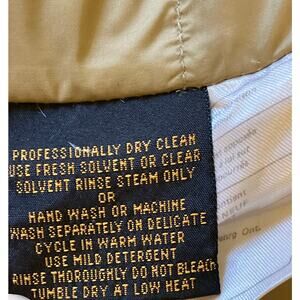 PROFESSIONALLY DRY CLEAN
USE FRESH SOLVENT OR CLEAR
SOLVENT RINSE STEAM ONLY
OR
HAND WASH OR MACHINE
WASH SEPARATELY ON DELICATE
CYCLE IN WARM WATER
USE MILD DETERGENT
RINSE THOROUGHLY DO NOT BLEACH
TUMBLE DRY AT LOW HEAT
NEUF
Ont.